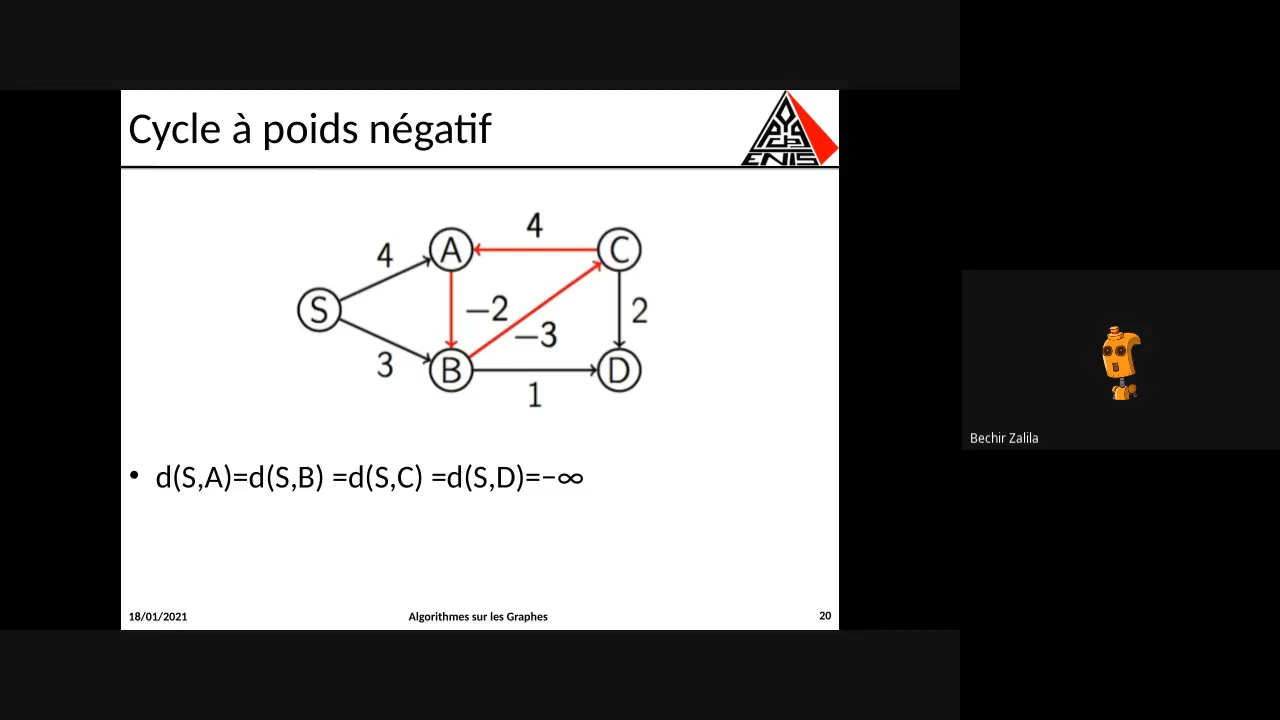 Cycle à poids négatif
ENIS
4
A
4
C
S
−2
−3
2
3
B
1
D
• d(S,A)=d(S,B) =d(S,C) =d(S,D)=−∞
18/01/2021
Algorithmes sur les Graphes
20
Bechir Zalila